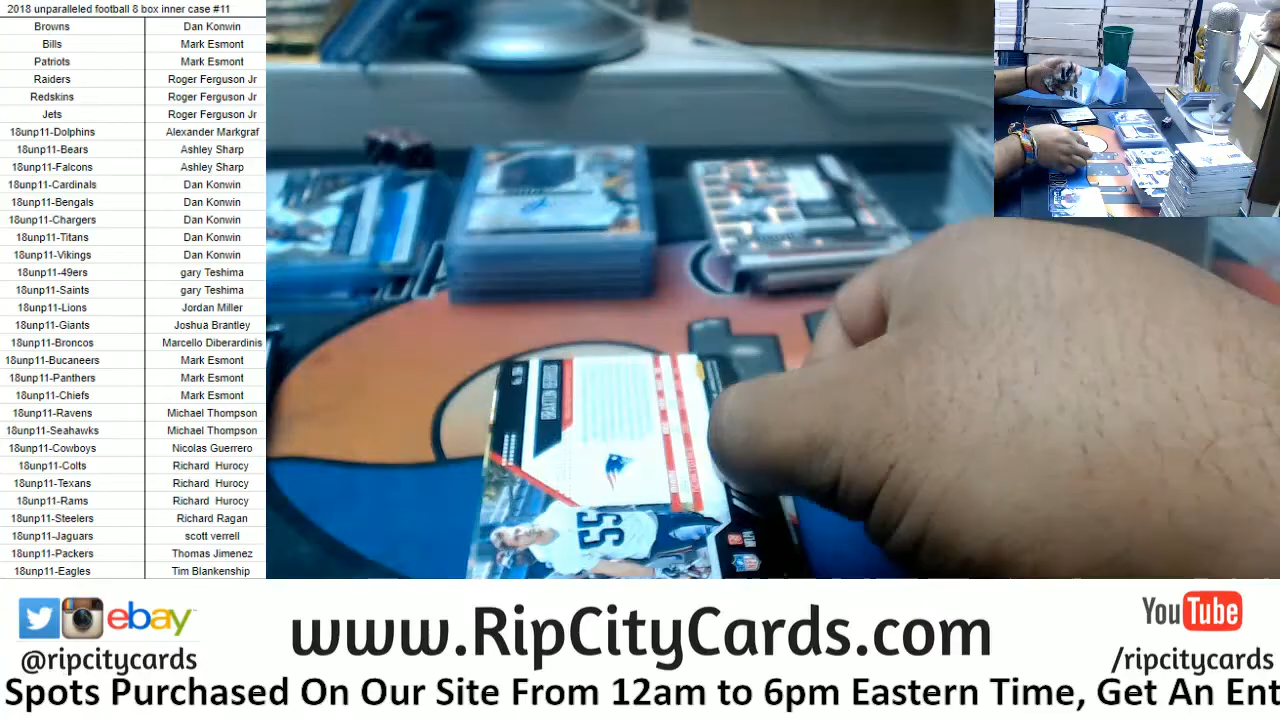 2018 unparalleled football 8 box inner case #11
Browns Dan Konwin
Bills Mark Esmont
Patriots Mark Esmont
Raiders Roger Ferguson Jr
Redskins Roger Ferguson Jr
Jets Roger Ferguson Jr
18unp11-Dolphins Alexander Markgraf
18unp11-Bears Ashley Sharp
18unp11-Falcons Ashley Sharp
18unp11-Cardinals Dan Konwin
18unp11-Bengals Dan Konwin
18unp11-Chargers Dan Konwin
18unp11-Titans Dan Konwin
18unp11-Vikings Dan Konwin
18unp11-49ers gary Teshima
18unp11-Saints gary Teshima
18unp11-Lions Jordan Miller
18unp11-Giants Joshua Brantley
18unp11-Broncos Marcello Diberardinis
18unp11-Bucaneers Mark Esmont
18unp11-Panthers Mark Esmont
18unp11-Chiefs Mark Esmont
18unp11-Ravens Michael Thompson
18unp11-Seahawks Michael Thompson
18unp11-Cowboys Nicolas Guerrero
18unp11-Colts Richard Hurocy
18unp11-Texans Richard Hurocy
18unp11-Rams Richard Hurocy
18unp11-Steelers Richard Ragan
18unp11-Jaguars scott verrell
18unp11-Packers Thomas Jimenez
18unp11-Eagles Tim Blankenship
55
NFL
ebay
@ripcitycards
www.RipCityCards.com
YouTube
/ripcitycards
Spots Purchased On Our Site From 12am to 6pm Eastern Time, Get An Ent